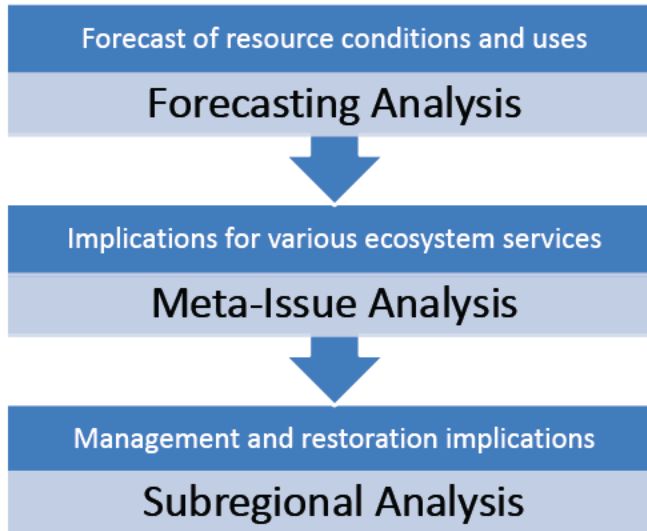 Forecast of resource conditions and uses
Forecasting Analysis
Implications for various ecosystem services
Meta-Issue Analysis
Management and restoration implications
Subregional Analysis